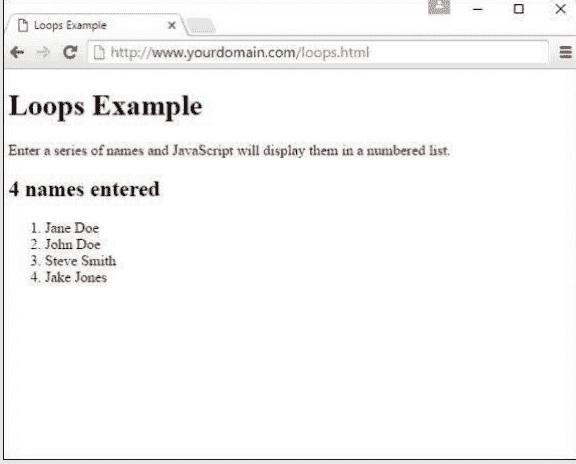 Loops Example
http://www.yourdomain.com/loops.html
Loops Example
Enter a series of names and JavaScript will display them in a numbered list.
4 names entered
1. Jane Doe
2. John Doe
3. Steve Smith
4. Jake Jones